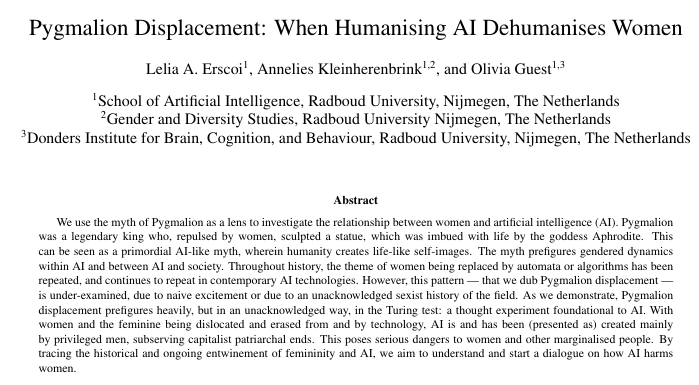 Pygmalion Displacement: When Humanising AI Dehumanises Women
Lelia A. Erscoi1, Annelies Kleinherenbrink1,2, and Olivia Guest1,3
1School of Artificial Intelligence, Radboud University, Nijmegen, The Netherlands
2Gender and Diversity Studies, Radboud University Nijmegen, The Netherlands
3Donders Institute for Brain, Cognition, and Behaviour, Radboud University, Nijmegen, The Netherlands
Abstract
We use the myth of Pygmalion as a lens to investigate the relationship between women and artificial intelligence (AI). Pygmalion
was a legendary king who, repulsed by women, sculpted a statue, which was imbued with life by the goddess Aphrodite. This
can be seen as a primordial AI-like myth, wherein humanity creates life-like self-images. The myth prefigures gendered dynamics
within AI and between AI and society. Throughout history, the theme of women being replaced by automata or algorithms has been
repeated, and continues to repeat in contemporary AI technologies. However, this pattern — that we dub Pygmalion displacement —
is under-examined, due to naive excitement or due to an unacknowledged sexist history of the field. As we demonstrate, Pygmalion
displacement prefigures heavily, but in an unacknowledged way, in the Turing test: a thought experiment foundational to AI. With
women and the feminine being dislocated and erased from and by technology, AI is and has been (presented as) created mainly
by privileged men, subserving capitalist patriarchal ends. This poses serious dangers to women and other marginalised people. By
tracing the historical and ongoing entwinement of femininity and AI, we aim to understand and start a dialogue on how AI harms
women.